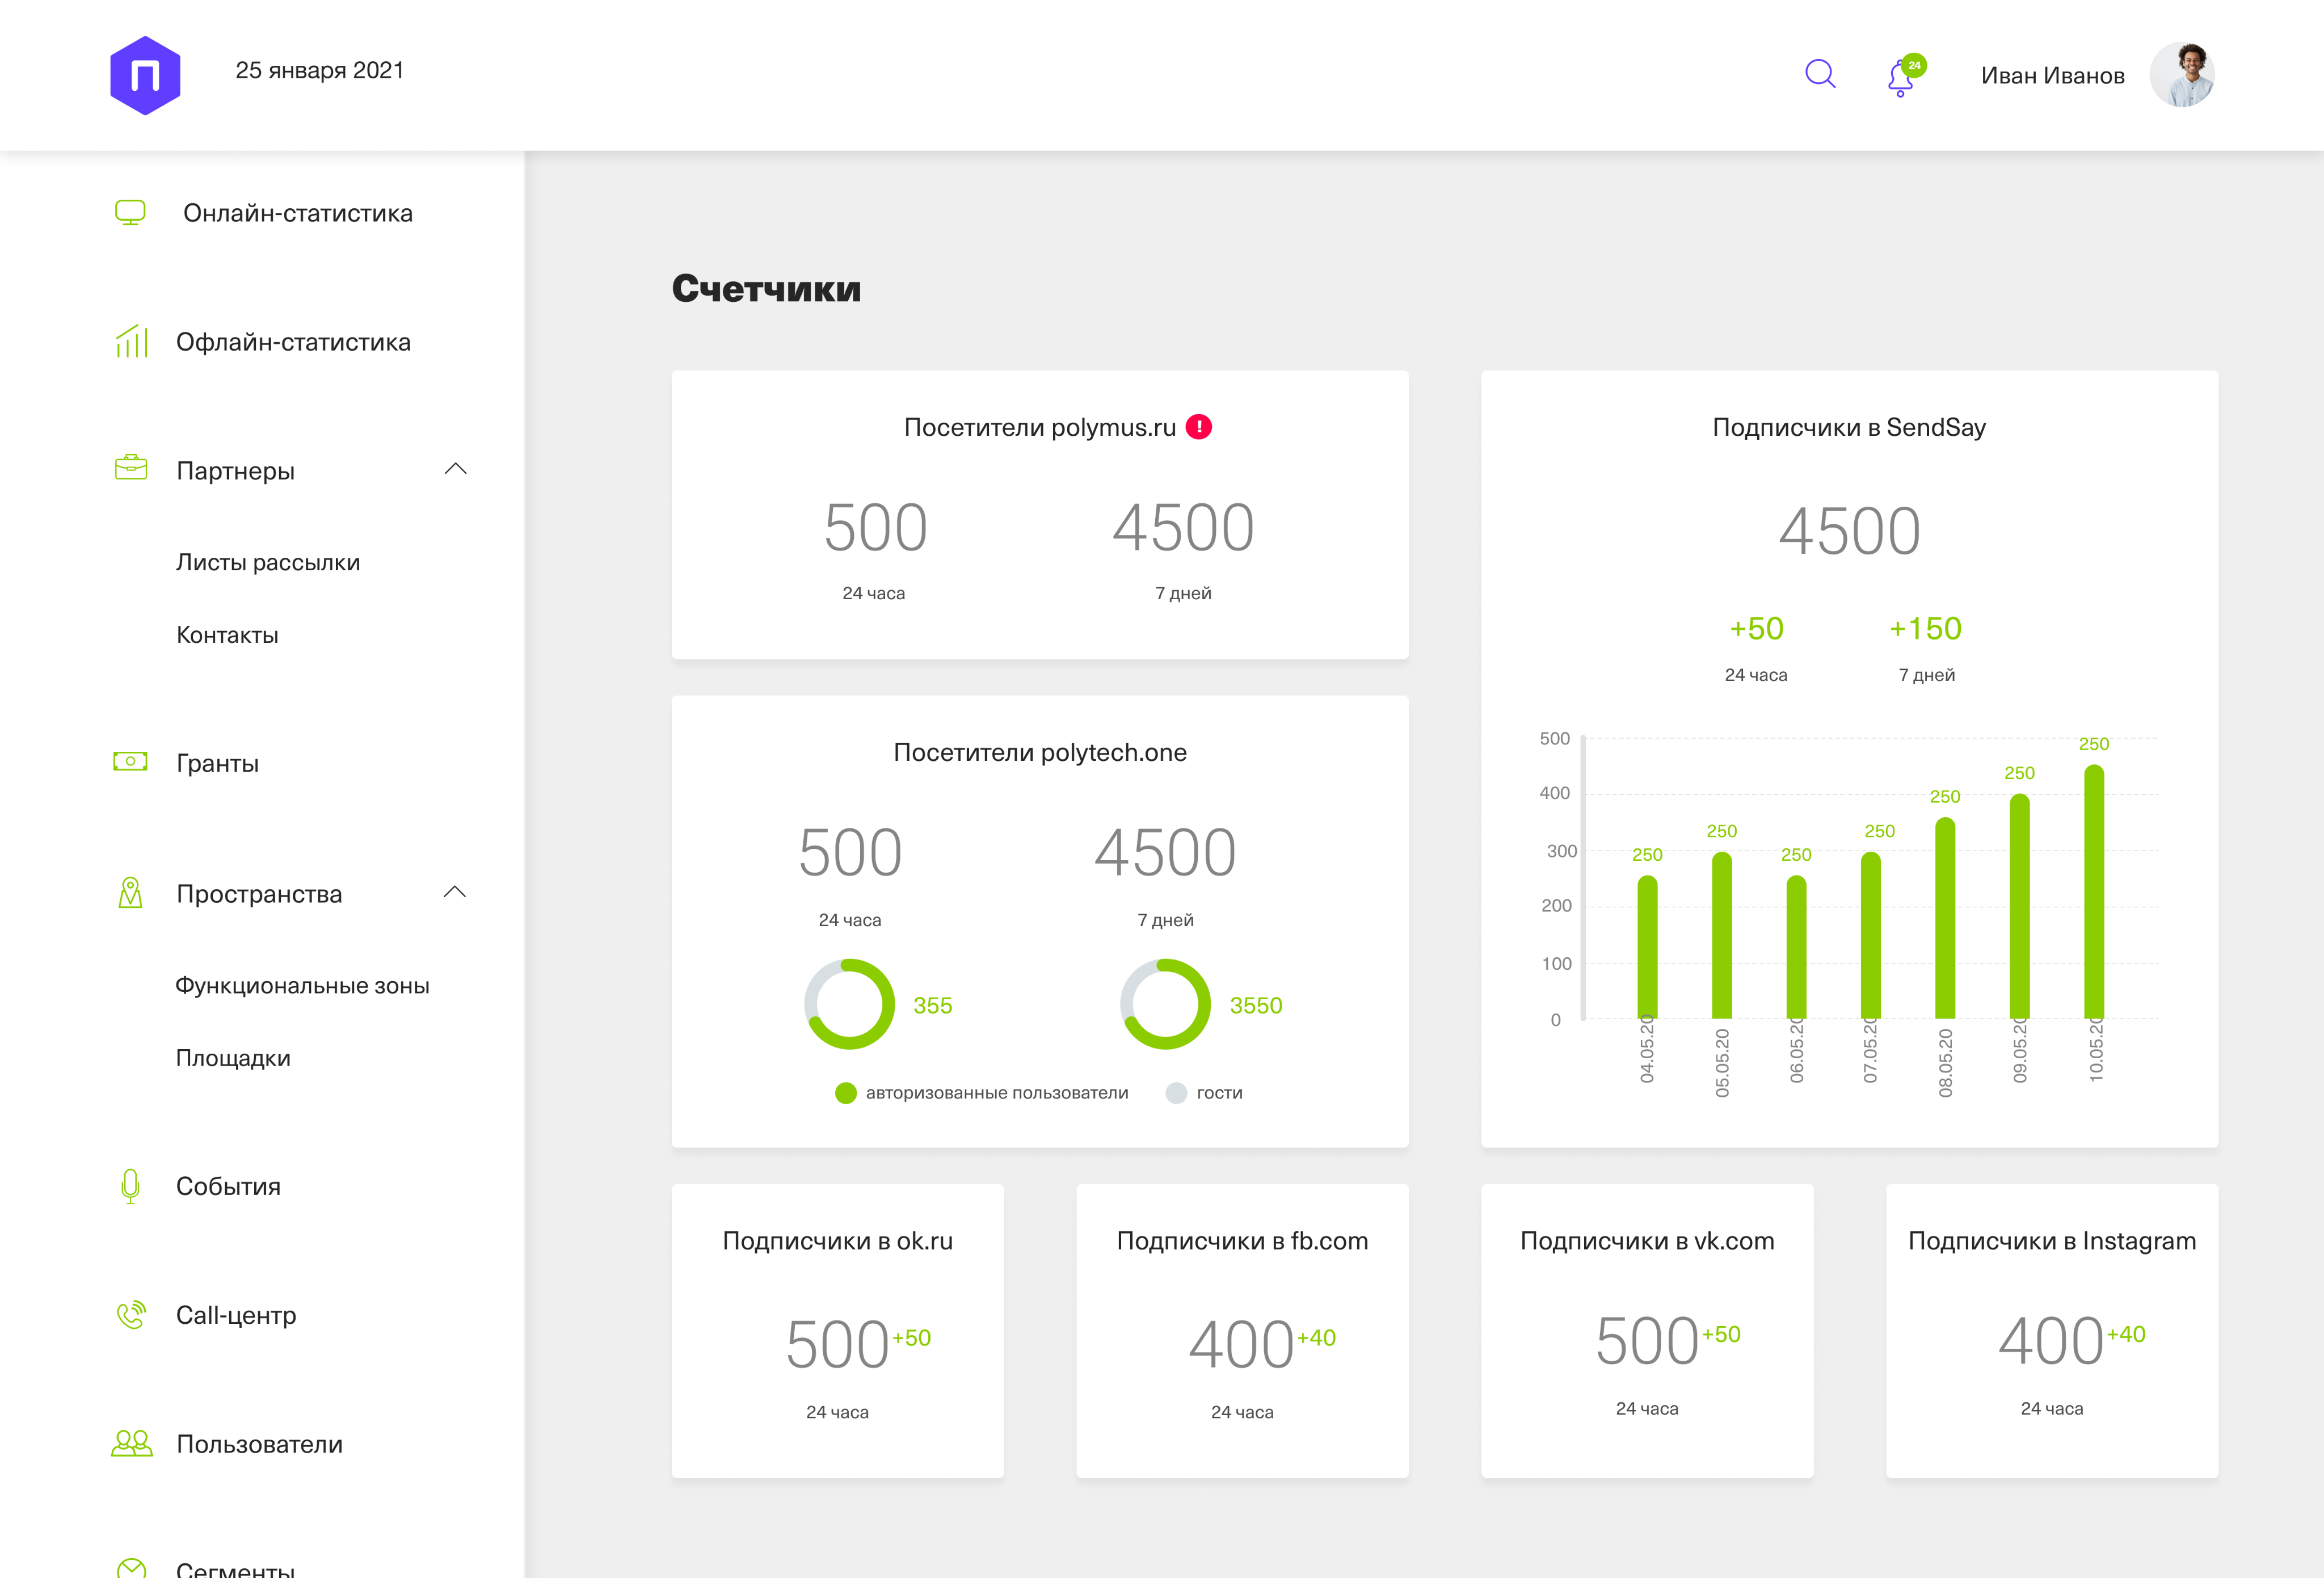 П
25 января 2021
24
Иван Иванов
Онлайн-статистика
Офлайн-статистика
Партнеры
Листы рассылки
Контакты
Гранты
Пространства
Функциональные зоны
Площадки
События
Call-центр
Пользователи
Сегменты
Счетчики
Посетители polymus.ru !
500
4500
24 часа
7 дней
Посетители polytech.one
500
4500
24 часа
7 дней
355
3550
авторизованные пользователи
гости
Подписчики в SendSay
4500
+50
+150
24 часа
7 дней
500
400
300
200
100
0
250
250
250
250
250
250
250
04.05.20
05.05.20
06.05.20
07.05.20
08.05.20
09.05.20
10.05.20
Подписчики в ok.ru
500 +50
24 часа
Подписчики в fb.com
400 +40
24 часа
Подписчики в vk.com
500 +50
24 часа
Подписчики в Instagram
400 +40
24 часа